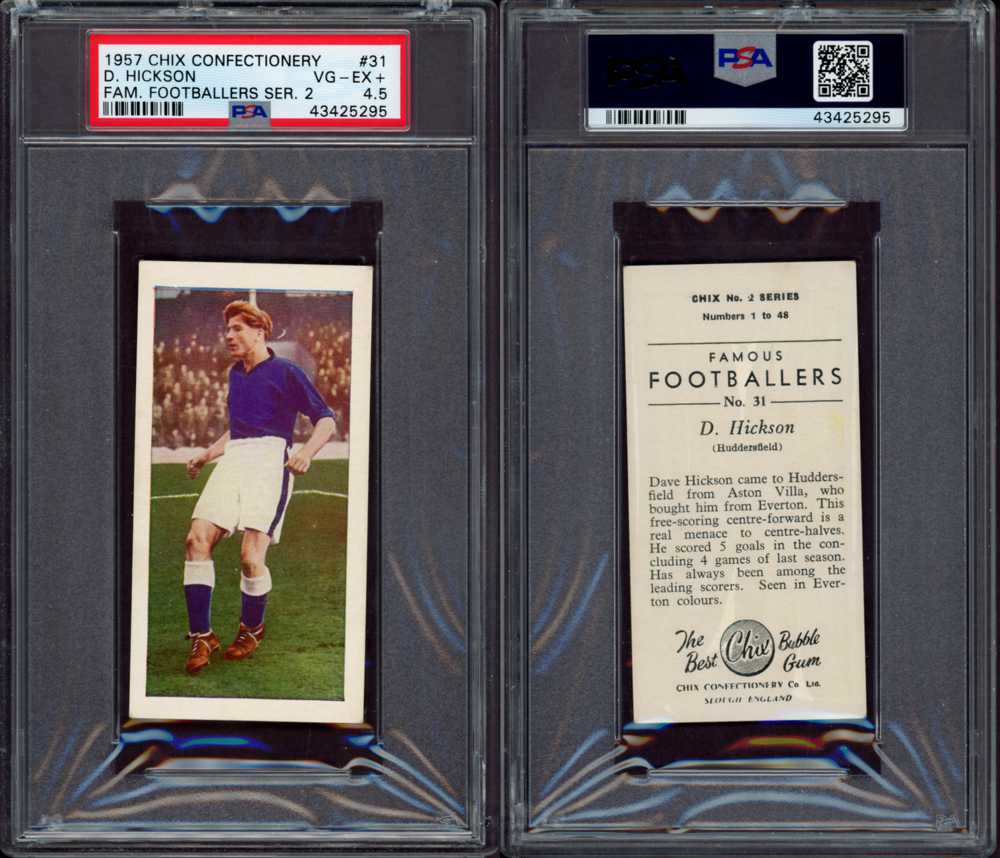 1957 CHIX CONFECTIONERY #31
D. HICKSON VG-EX+
FAM. FOOTBALLERS SER. 2 4.5
PSA 43425295
PSA PSA
43425295
CHIX No. 2 SERIES
Numbers 1 to 48
FAMOUS
FOOTBALLERS
No. 31
D. Hickson
(Huddersfield)
Dave Hickson came to Hudders-
field from Aston Villa, who
bought him from Everton. This
free-scoring centre-forward is a
real menace to centre-halves.
He scored 5 goals in the con-
cluding 4 games of last season.
Has always been among the
leading scorers. Seen in Ever-
ton colours.
The Best Chix Bubble Gum
CHIX CONFECTIONERY Co Ltd.
SLOUGH ENGLAND